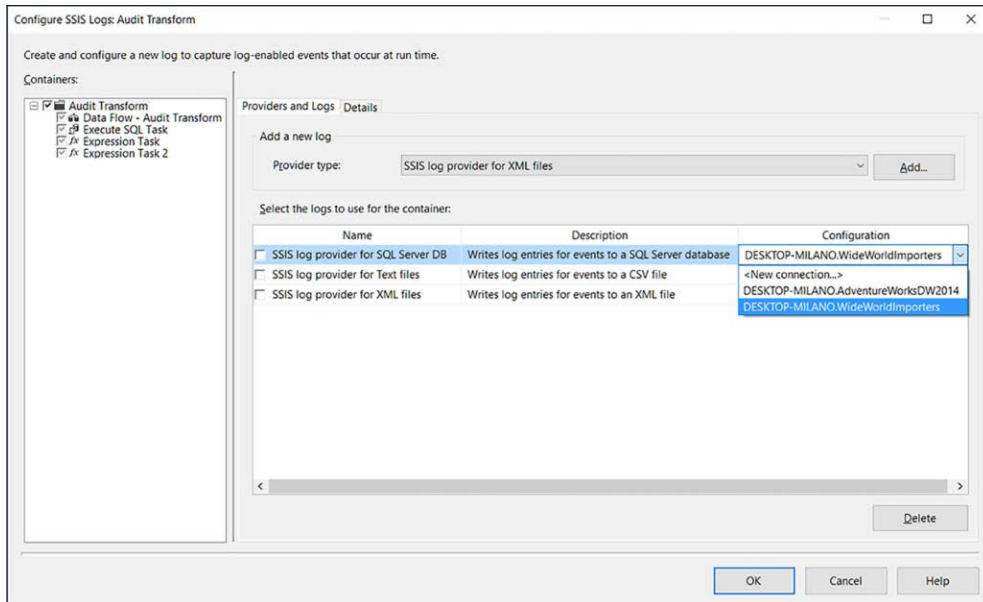 Configure SSIS Logs: Audit Transform
Create and configure a new log to capture log-enabled events that occur at run time.
Containers:
Audit Transform
Data Flow - Audit Transform
Execute SQL Task
fx Expression Task
fx Expression Task 2
Providers and Logs Details
Add a new log
Provider type: SSIS log provider for XML files Add...
Select the logs to use for the container:
Name Description Configuration
SSIS log provider for SQL Server DB Writes log entries for events to a SQL Server database DESKTOP-MILANO.WideWorldImporters
SSIS log provider for Text files Writes log entries for events to a CSV file <New connection...>
SSIS log provider for XML files Writes log entries for events to an XML file DESKTOP-MILANO.AdventureWorksDW2014
DESKTOP-MILANO.WideWorldImporters
Delete
OK Cancel Help